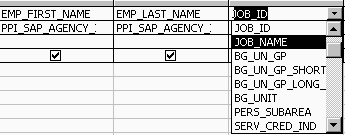 EMP_FIRST_NAME EMP_LAST_NAME JOB_ID
PPI_SAP_AGENCY_ PPI_SAP_AGENCY_ JOB_ID
JOB_NAME
BG_UN_GP
BG_UN_GP_SHORT
BG_UN_GP_LONG_
BG_UNIT
PERS_SUBAREA
SERV_CRED_IND